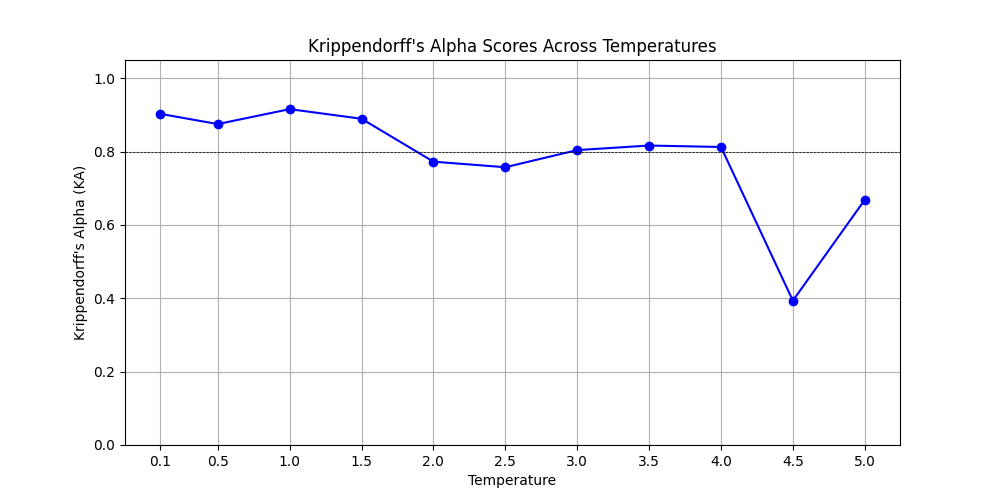 Krippendorff's Alpha Scores Across Temperatures
Krippendorff's Alpha (KA)
1.0
0.8
0.6
0.4
0.2
0.0
0.1 0.5 1.0 1.5 2.0 2.5 3.0 3.5 4.0 4.5 5.0
Temperature